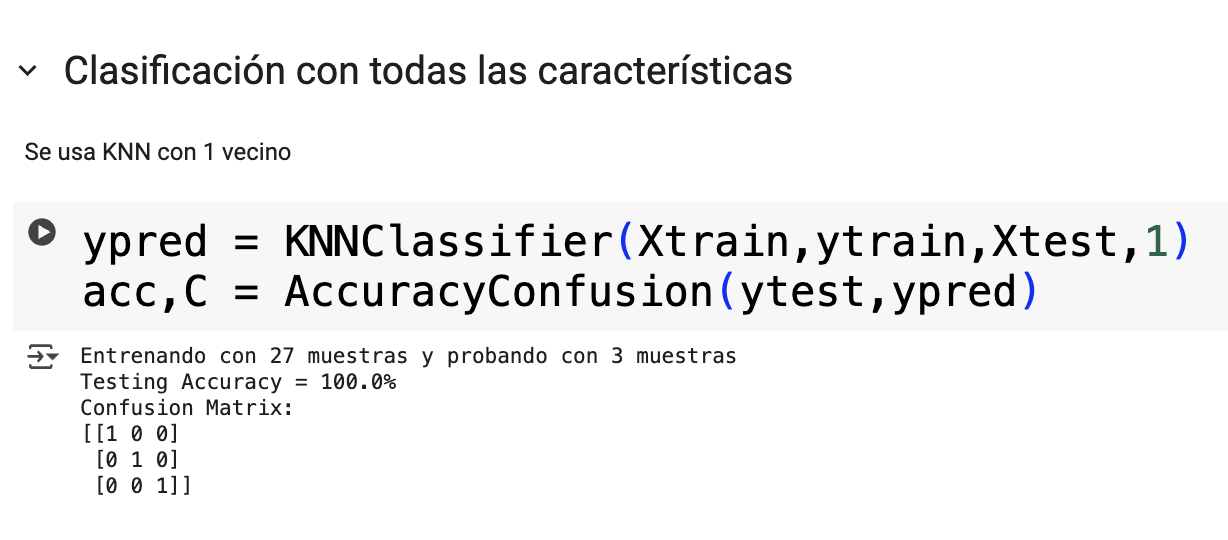 Clasificación con todas las características
Se usa KNN con 1 vecino
ypred = KNNClassifier(Xtrain,ytrain,Xtest,1)
acc,C = AccuracyConfusion(ytest,ypred)
Entrenando con 27 muestras y probando con 3 muestras
Testing Accuracy = 100.0%
Confusion Matrix:
[[1 0 0]
 [0 1 0]
 [0 0 1]]